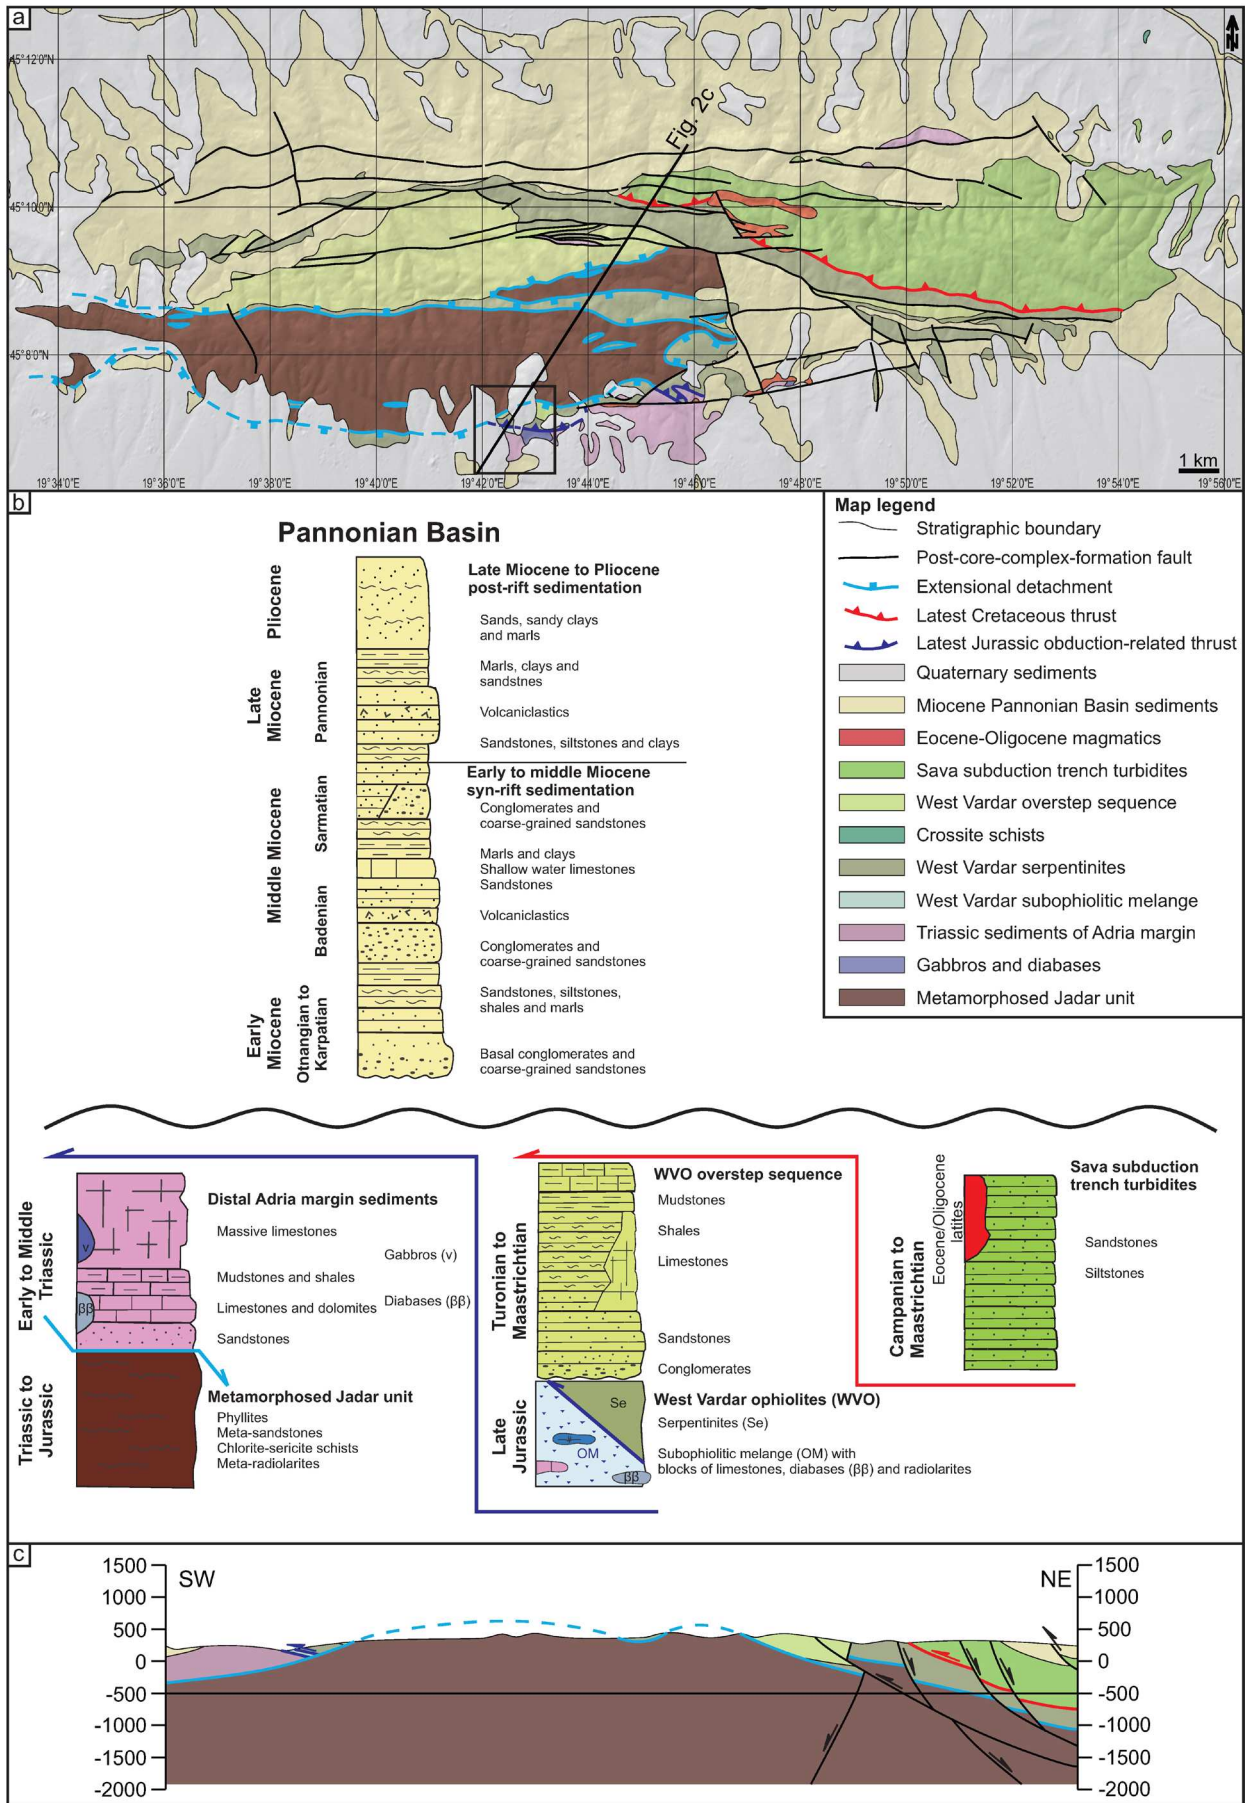 a
N
45°12'0"N
45°10'0"N
45°8'0"N
Fig. 2c
1 km
19°34'0"E 19°36'0"E 19°38'0"E 19°40'0"E 19°42'0"E 19°44'0"E 19°46'0"E 19°48'0"E 19°50'0"E 19°52'0"E 19°54'0"E 19°56'0"E
b
Pannonian Basin
Pliocene
Late
Miocene
Pannonian
Middle Miocene
Sarmatian
Badenian
Early
Miocene
Otnangian to
Karpatian
Late Miocene to Pliocene
post-rift sedimentation
Sands, sandy clays
and marls
Marls, clays and
sandstnes
Volcaniclastics
Sandstones, siltstones and clays
Early to middle Miocene
syn-rift sedimentation
Conglomerates and
coarse-grained sandstones
Marls and clays
Shallow water limestones
Sandstones
Volcaniclastics
Conglomerates and
coarse-grained sandstones
Sandstones, siltstones,
shales and marls
Basal conglomerates and
coarse-grained sandstones
Map legend
Stratigraphic boundary
Post-core-complex-formation fault
Extensional detachment
Latest Cretaceous thrust
Latest Jurassic obduction-related thrust
Quaternary sediments
Miocene Pannonian Basin sediments
Eocene-Oligocene magmatics
Sava subduction trench turbidites
West Vardar overstep sequence
Crossite schists
West Vardar serpentinites
West Vardar subophiolitic melange
Triassic sediments of Adria margin
Gabbros and diabases
Metamorphosed Jadar unit
Early to Middle
Triassic
Triassic to
Jurassic
v
ββ
Distal Adria margin sediments
Massive limestones
Gabbros (v)
Mudstones and shales
Limestones and dolomites
Diabases (ββ)
Sandstones
Metamorphosed Jadar unit
Phyllites
Meta-sandstones
Chlorite-sericite schists
Meta-radiolarites
Turonian to
Maastrichtian
Late
Jurassic
Se
OM
ββ
WVO overstep sequence
Mudstones
Shales
Limestones
Sandstones
Conglomerates
West Vardar ophiolites (WVO)
Serpentinites (Se)
Subophiolitic melange (OM) with
blocks of limestones, diabases (ββ) and radiolarites
Campanian to
Maastrichtian
Eocene/Oligocene
latites
Sava subduction
trench turbidites
Sandstones
Siltstones
c
SW
NE
1500
1000
500
0
-500
-1000
-1500
-2000
1500
1000
500
0
-500
-1000
-1500
-2000